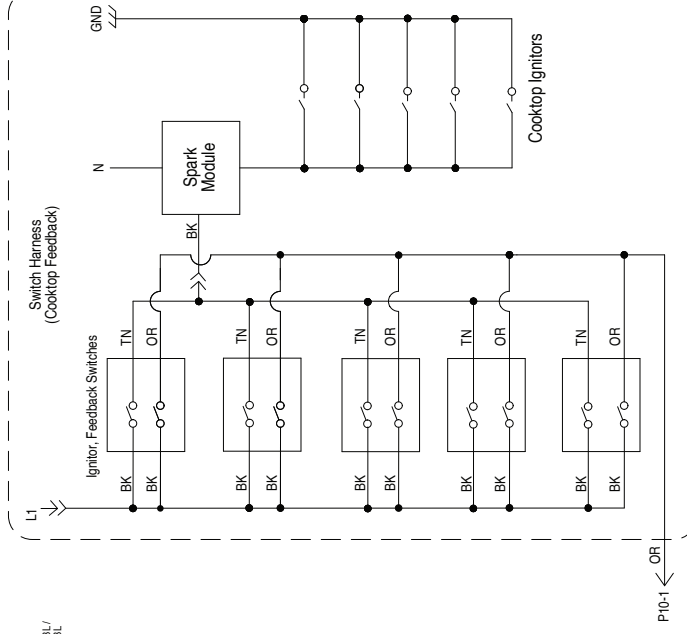 L1
Switch Harness
(Cooktop Feedback)
Ignitor, Feedback Switches
N
GND
BK
TN
BK
OR
BK
Spark
Module
BK
TN
BK
OR
BK
TN
BK
OR
BK
TN
BK
OR
Cooktop Ignitors
BK
TN
BK
OR
P10-1
OR